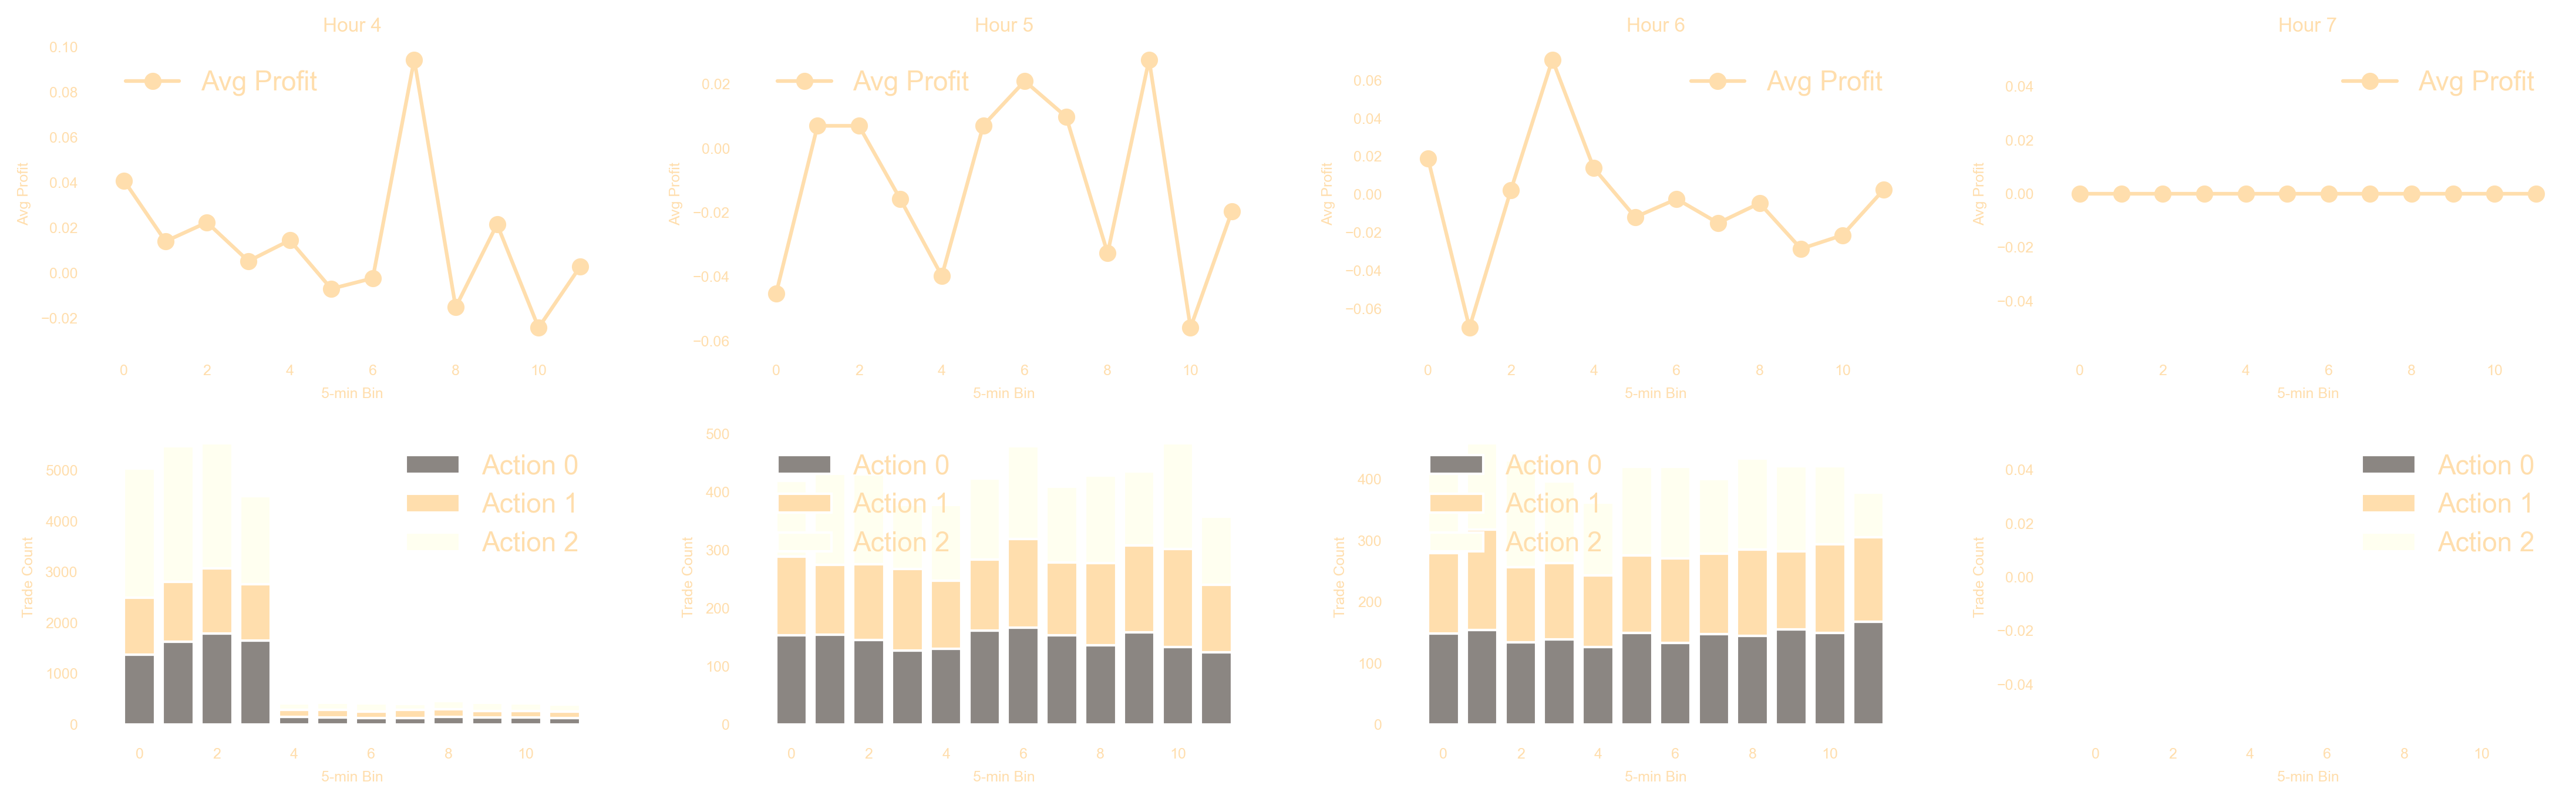 Hour 4
0.10
0.08
0.06
0.04
0.02
0.00
−0.02
Avg Profit
Avg Profit
0 2 4 6 8 10
5-min Bin
Hour 5
0.02
0.00
−0.02
−0.04
−0.06
Avg Profit
Avg Profit
0 2 4 6 8 10
5-min Bin
Hour 6
0.06
0.04
0.02
0.00
−0.02
−0.04
−0.06
Avg Profit
Avg Profit
0 2 4 6 8 10
5-min Bin
Hour 7
0.04
0.02
0.00
−0.02
−0.04
Avg Profit
Avg Profit
0 2 4 6 8 10
5-min Bin
5000
4000
3000
2000
1000
0
Trade Count
Action 0
Action 1
Action 2
0 2 4 6 8 10
5-min Bin
500
400
300
200
100
0
Trade Count
Action 0
Action 1
Action 2
0 2 4 6 8 10
5-min Bin
400
300
200
100
0
Trade Count
Action 0
Action 1
Action 2
0 2 4 6 8 10
5-min Bin
0.04
0.02
0.00
−0.02
−0.04
Trade Count
Action 0
Action 1
Action 2
0 2 4 6 8 10
5-min Bin